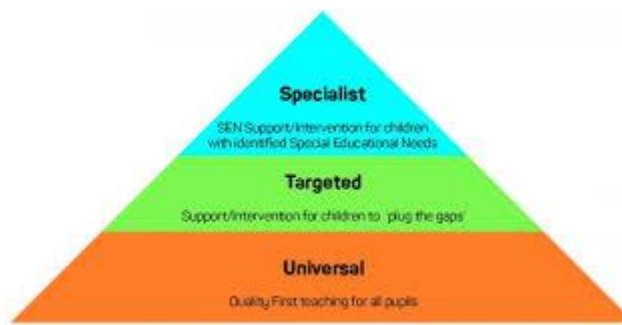 Specialist
SEN Support/Intervention for children
with identified Special Educational Needs
Targeted
Support/Intervention for children to 'plug the gaps'
Universal
Quality First teaching for all pupils